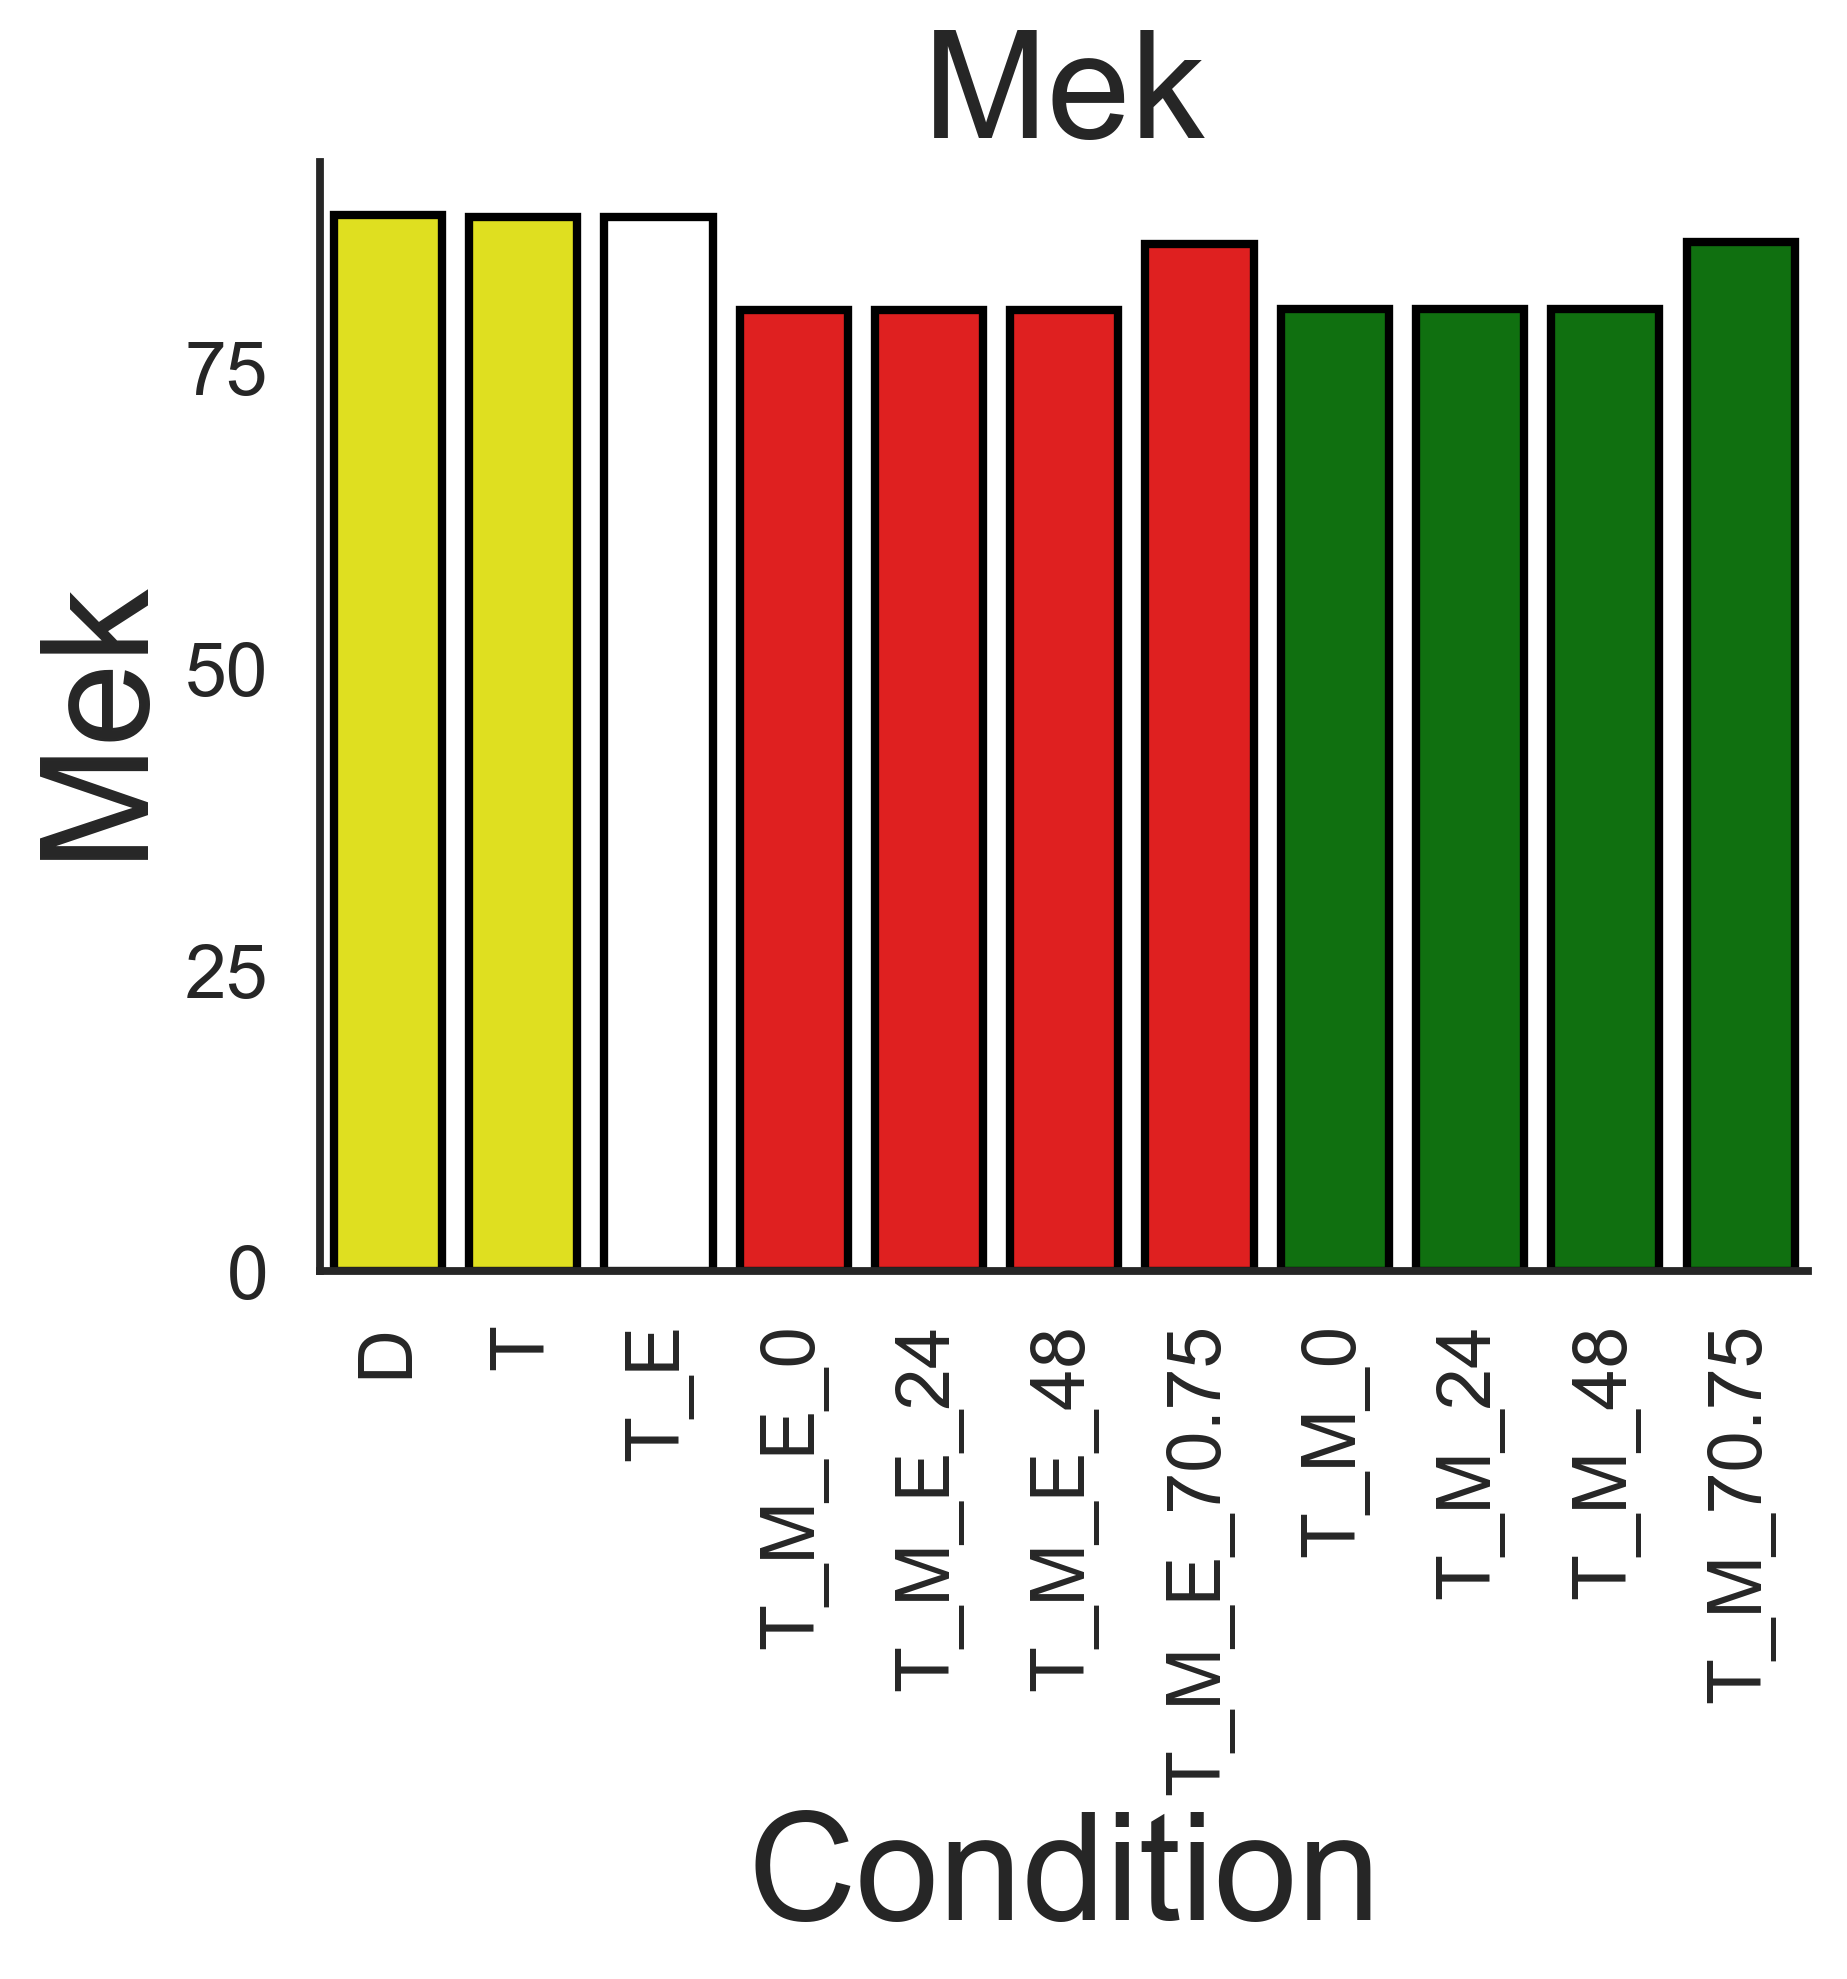 Mek
Mek
75
50
25
0
D
T
T_E
T_M_E_0
T_M_E_24
T_M_E_48
T_M_E_70.75
T_M_0
T_M_24
T_M_48
T_M_70.75
Condition